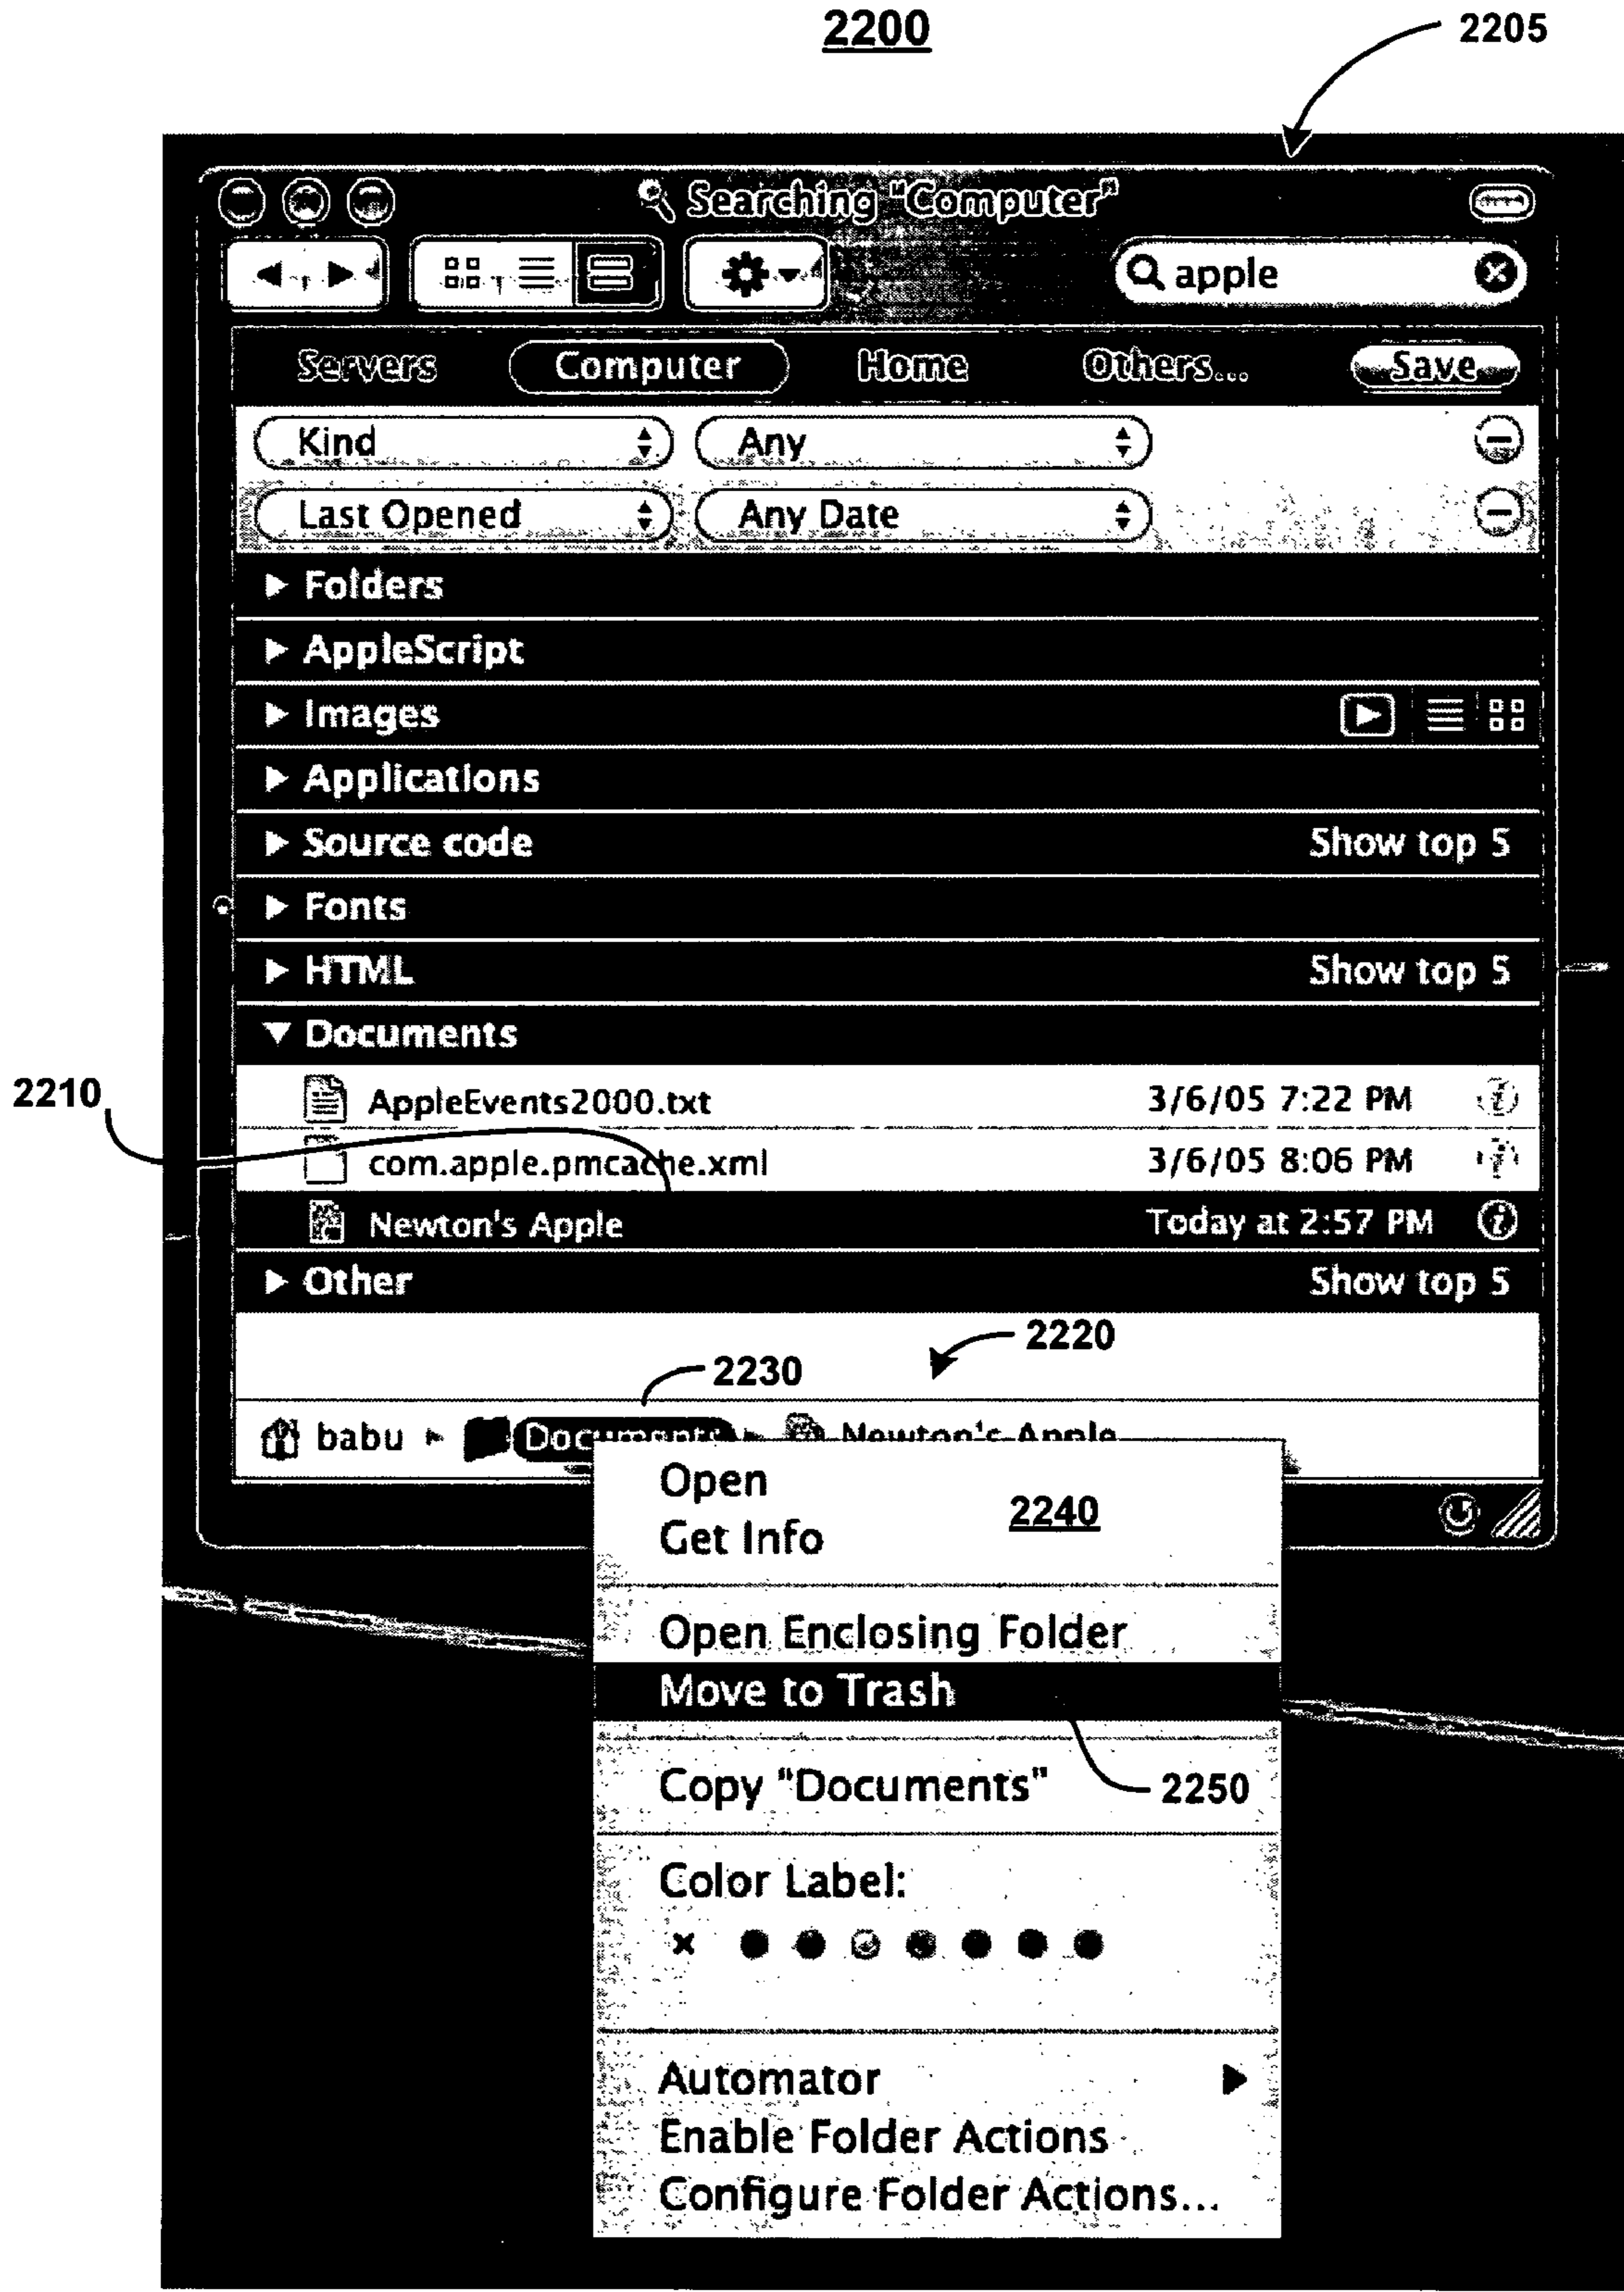 2200
2205
Searching "Computer"
apple
Servers Computer Home Others... Save
Kind Any
Last Opened Any Date
Folders
AppleScript
Images
Applications
Source code Show top 5
Fonts
HTML Show top 5
Documents
2210
AppleEvents2000.txt 3/6/05 7:22 PM
com.apple.pmcache.xml 3/6/05 8:06 PM
Newton's Apple Today at 2:57 PM
Other Show top 5
2220
2230
babu Documents Newton's Apple
Open
2240
Get Info
Open Enclosing Folder
Move to Trash
Copy "Documents"
2250
Color Label:
Automator
Enable Folder Actions
Configure Folder Actions...